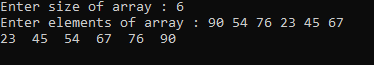 Enter size of array : 6
Enter elements of array : 90 54 76 23 45 67
23  45  54  67  76  90